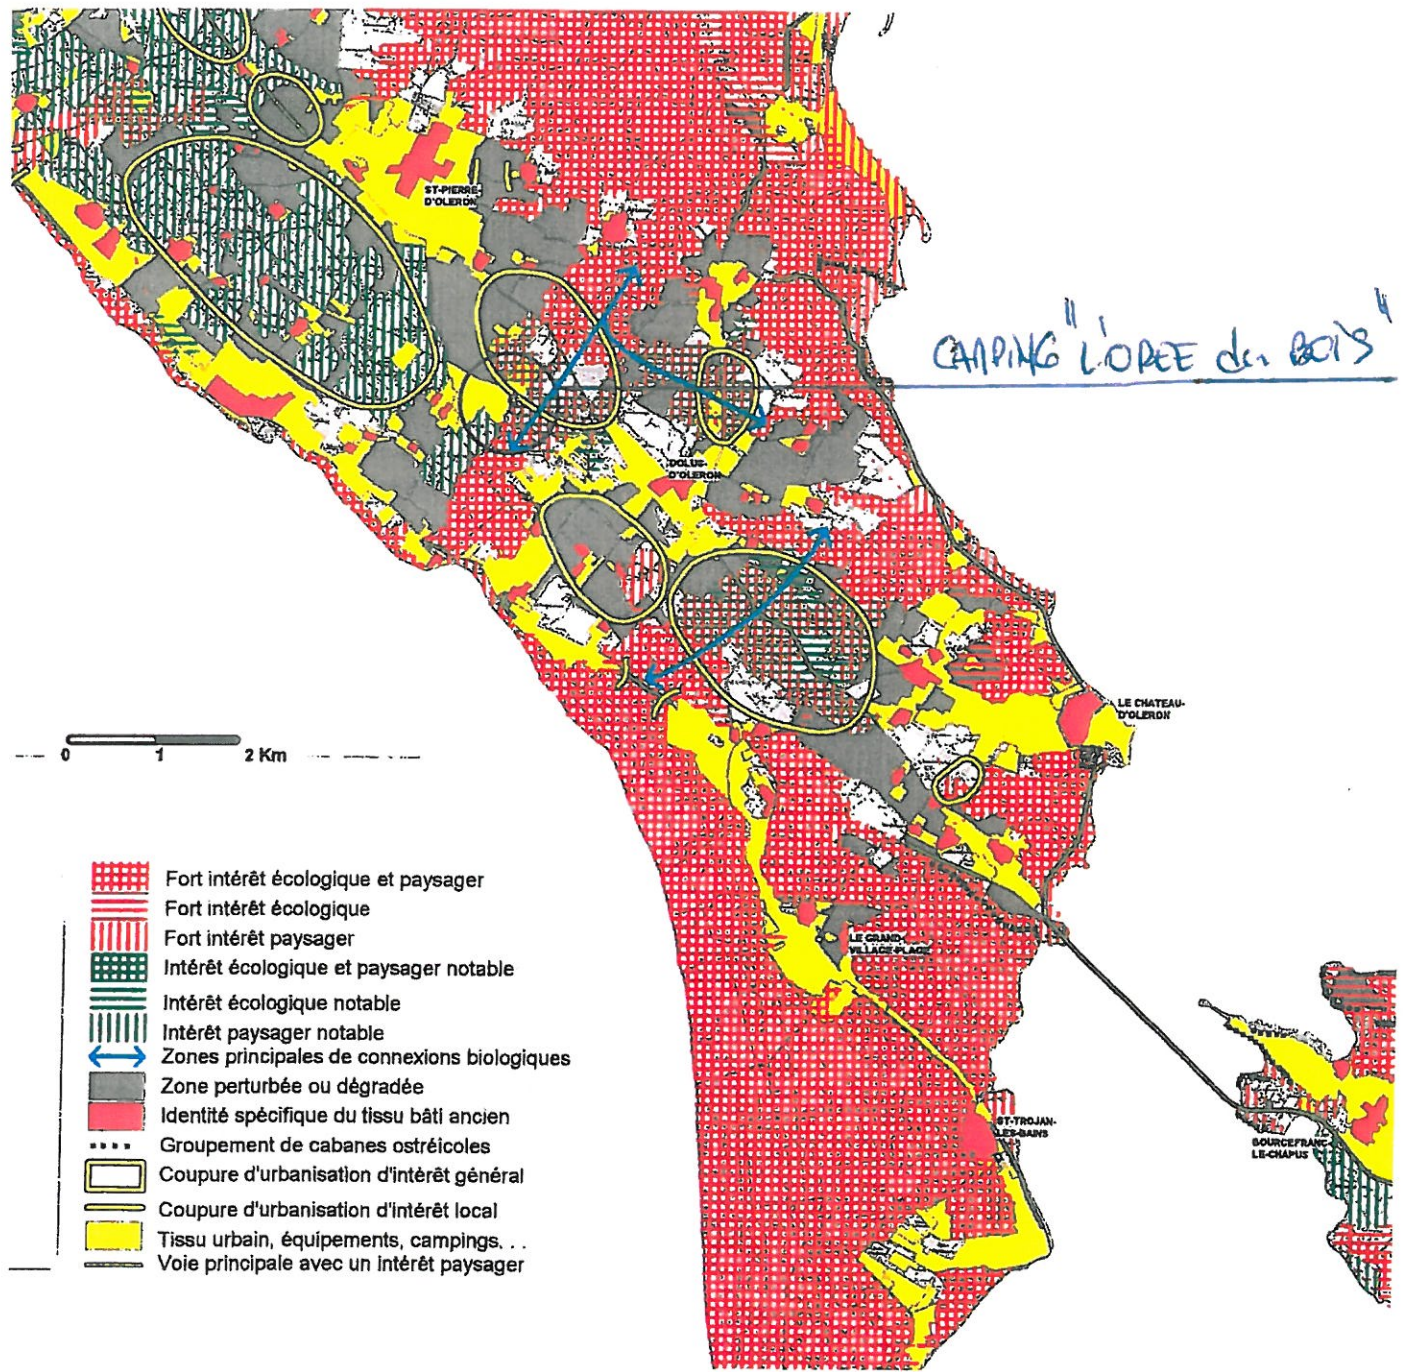 ST-PIERRE-
D'OLERON
CAMPING "L'OREE des BOIS"
DOLUS-
D'OLERON
LE CHATEAU-
D'OLERON
0 1 2 Km
Fort intérêt écologique et paysager
Fort intérêt écologique
Fort intérêt paysager
Intérêt écologique et paysager notable
Intérêt écologique notable
Intérêt paysager notable
Zones principales de connexions biologiques
Zone perturbée ou dégradée
Identité spécifique du tissu bâti ancien
Groupement de cabanes ostréicoles
Coupure d'urbanisation d'intérêt général
Coupure d'urbanisation d'intérêt local
Tissu urbain, équipements, campings...
Voie principale avec un intérêt paysager
LE GRAND-
VILLAGE-PLAGE
ST-TROJAN-
LES-BAINS
BOURCEFRANC-
LE-CHAPUS